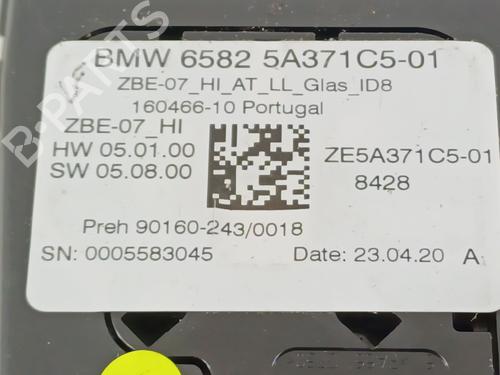 BMW 6582 5A371C5-01
ZBE-07_HI_AT_LL_Glas_ID8
160466-10 Portugal
ZBE-07_HI
HW 05.01.00
SW 05.08.00
ZE5A371C5-01
8428
Preh 90160-243/0018
SN: 0005583045
Date: 23.04.20 A
B-PARTS